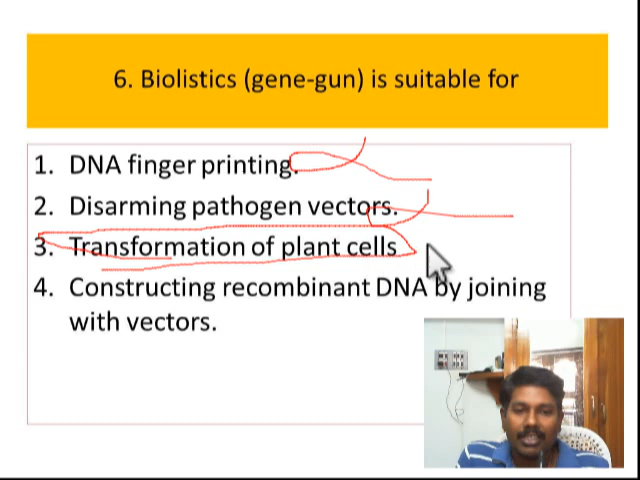 6. Biolistics (gene-gun) is suitable for
1. DNA finger printing.
2. Disarming pathogen vectors.
3. Transformation of plant cells
4. Constructing recombinant DNA by joining
with vectors.